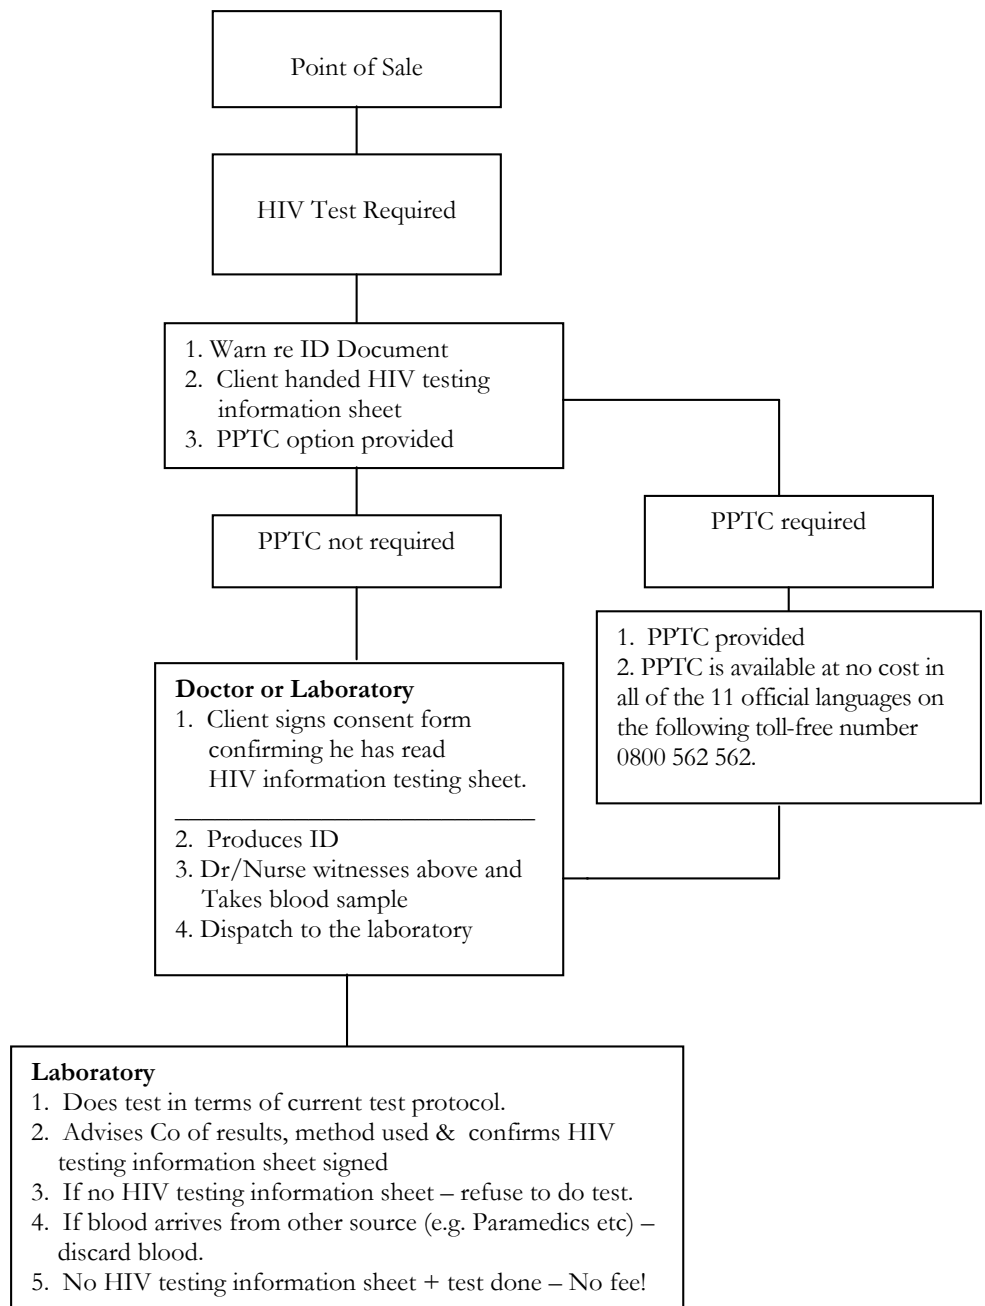 Point of Sale
HIV Test Required
1. Warn re ID Document
2. Client handed HIV testing
information sheet
3. PPTC option provided
PPTC not required
PPTC required
1. PPTC provided
2. PPTC is available at no cost in
all of the 11 official languages on
the following toll-free number
0800 562 562.
Doctor or Laboratory
1. Client signs consent form
confirming he has read
HIV information testing sheet.
2. Produces ID
3. Dr/Nurse witnesses above and
Takes blood sample
4. Dispatch to the laboratory
Laboratory
1. Does test in terms of current test protocol.
2. Advises Co of results, method used & confirms HIV
testing information sheet signed
3. If no HIV testing information sheet – refuse to do test.
4. If blood arrives from other source (e.g. Paramedics etc) –
discard blood.
5. No HIV testing information sheet + test done – No fee!